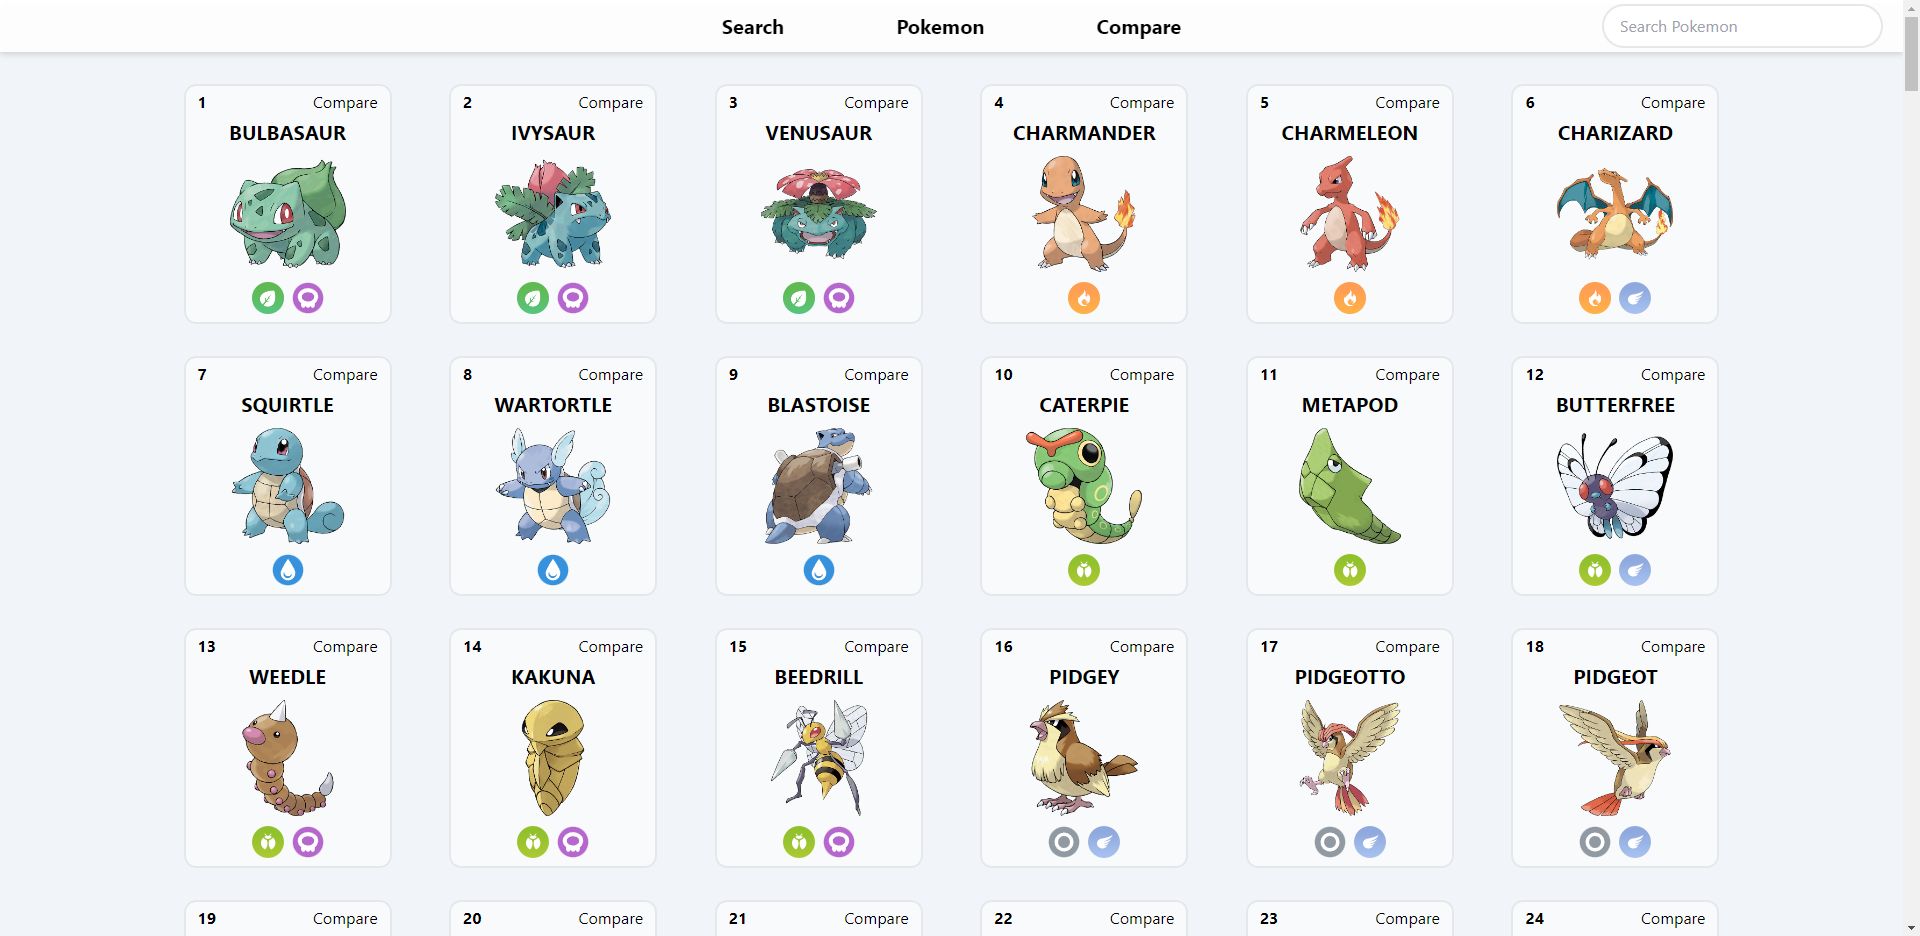 Search Pokemon Compare Search Pokemon
1 Compare 2 Compare 3 Compare 4 Compare 5 Compare 6 Compare
BULBASAUR IVYSAUR VENUSAUR CHARMANDER CHARMELEON CHARIZARD
7 Compare 8 Compare 9 Compare 10 Compare 11 Compare 12 Compare
SQUIRTLE WARTORTLE BLASTOISE CATERPIE METAPOD BUTTERFREE
13 Compare 14 Compare 15 Compare 16 Compare 17 Compare 18 Compare
WEEDLE KAKUNA BEEDRILL PIDGEY PIDGEOTTO PIDGEOT
19 Compare 20 Compare 21 Compare 22 Compare 23 Compare 24 Compare